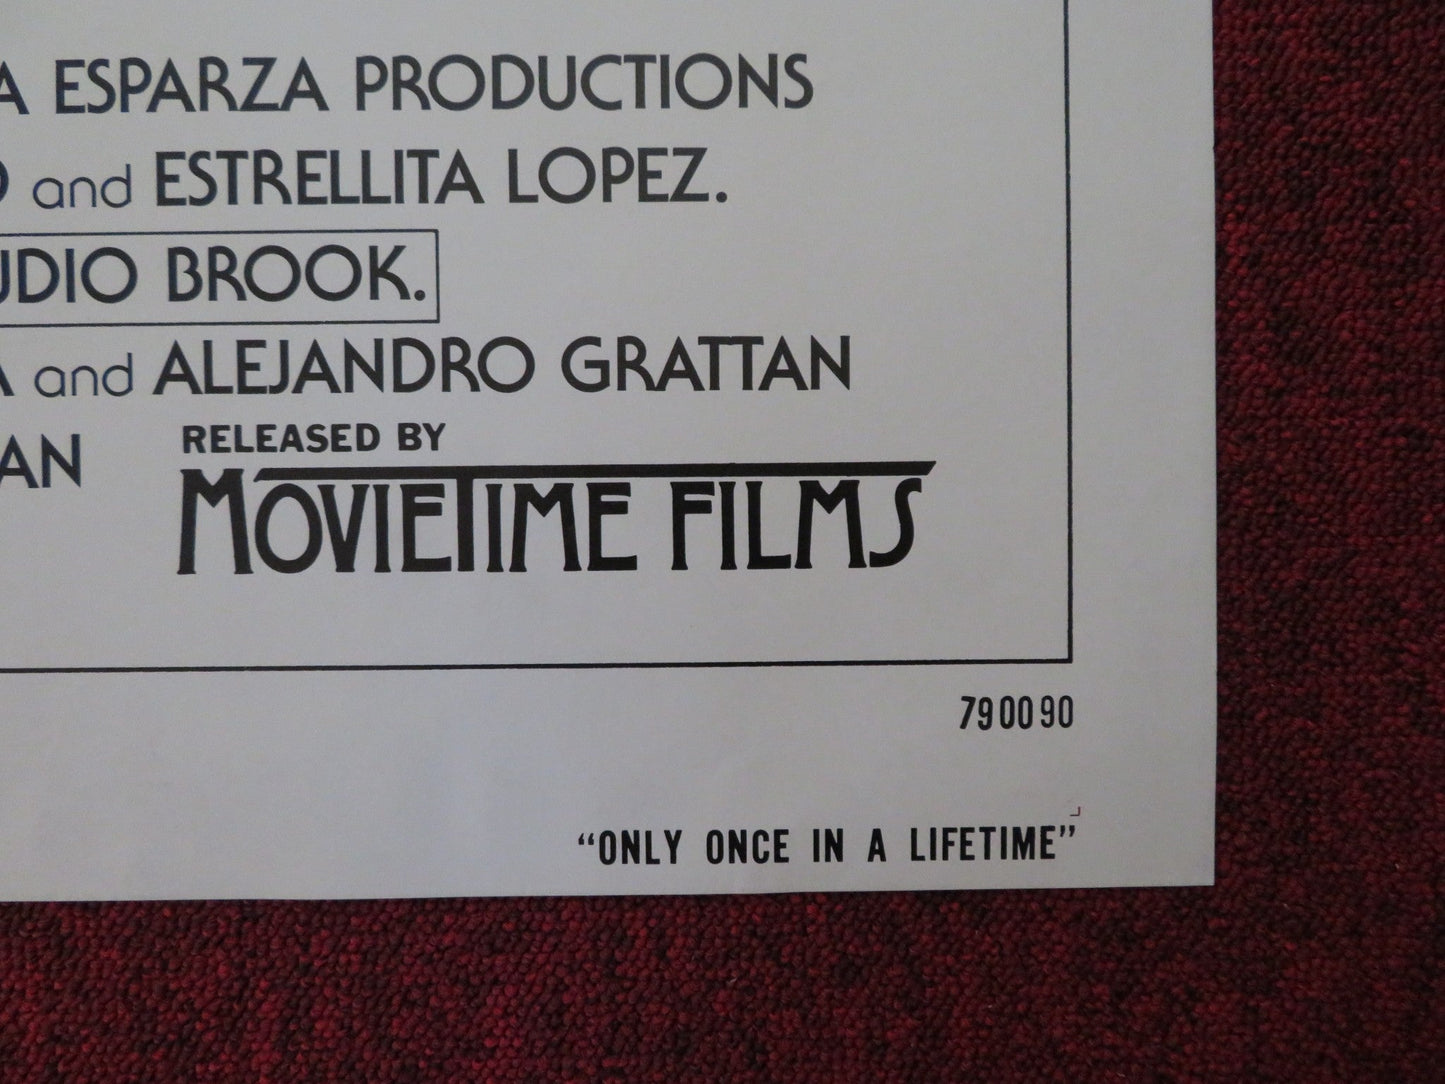 A ESPARZA PRODUCTIONS
and ESTRELLITA LOPEZ.
UDIO BROOK.
A and ALEJANDRO GRATTAN
AN
RELEASED BY
MOVIETIME FILMS
790090
“ONLY ONCE IN A LIFETIME”